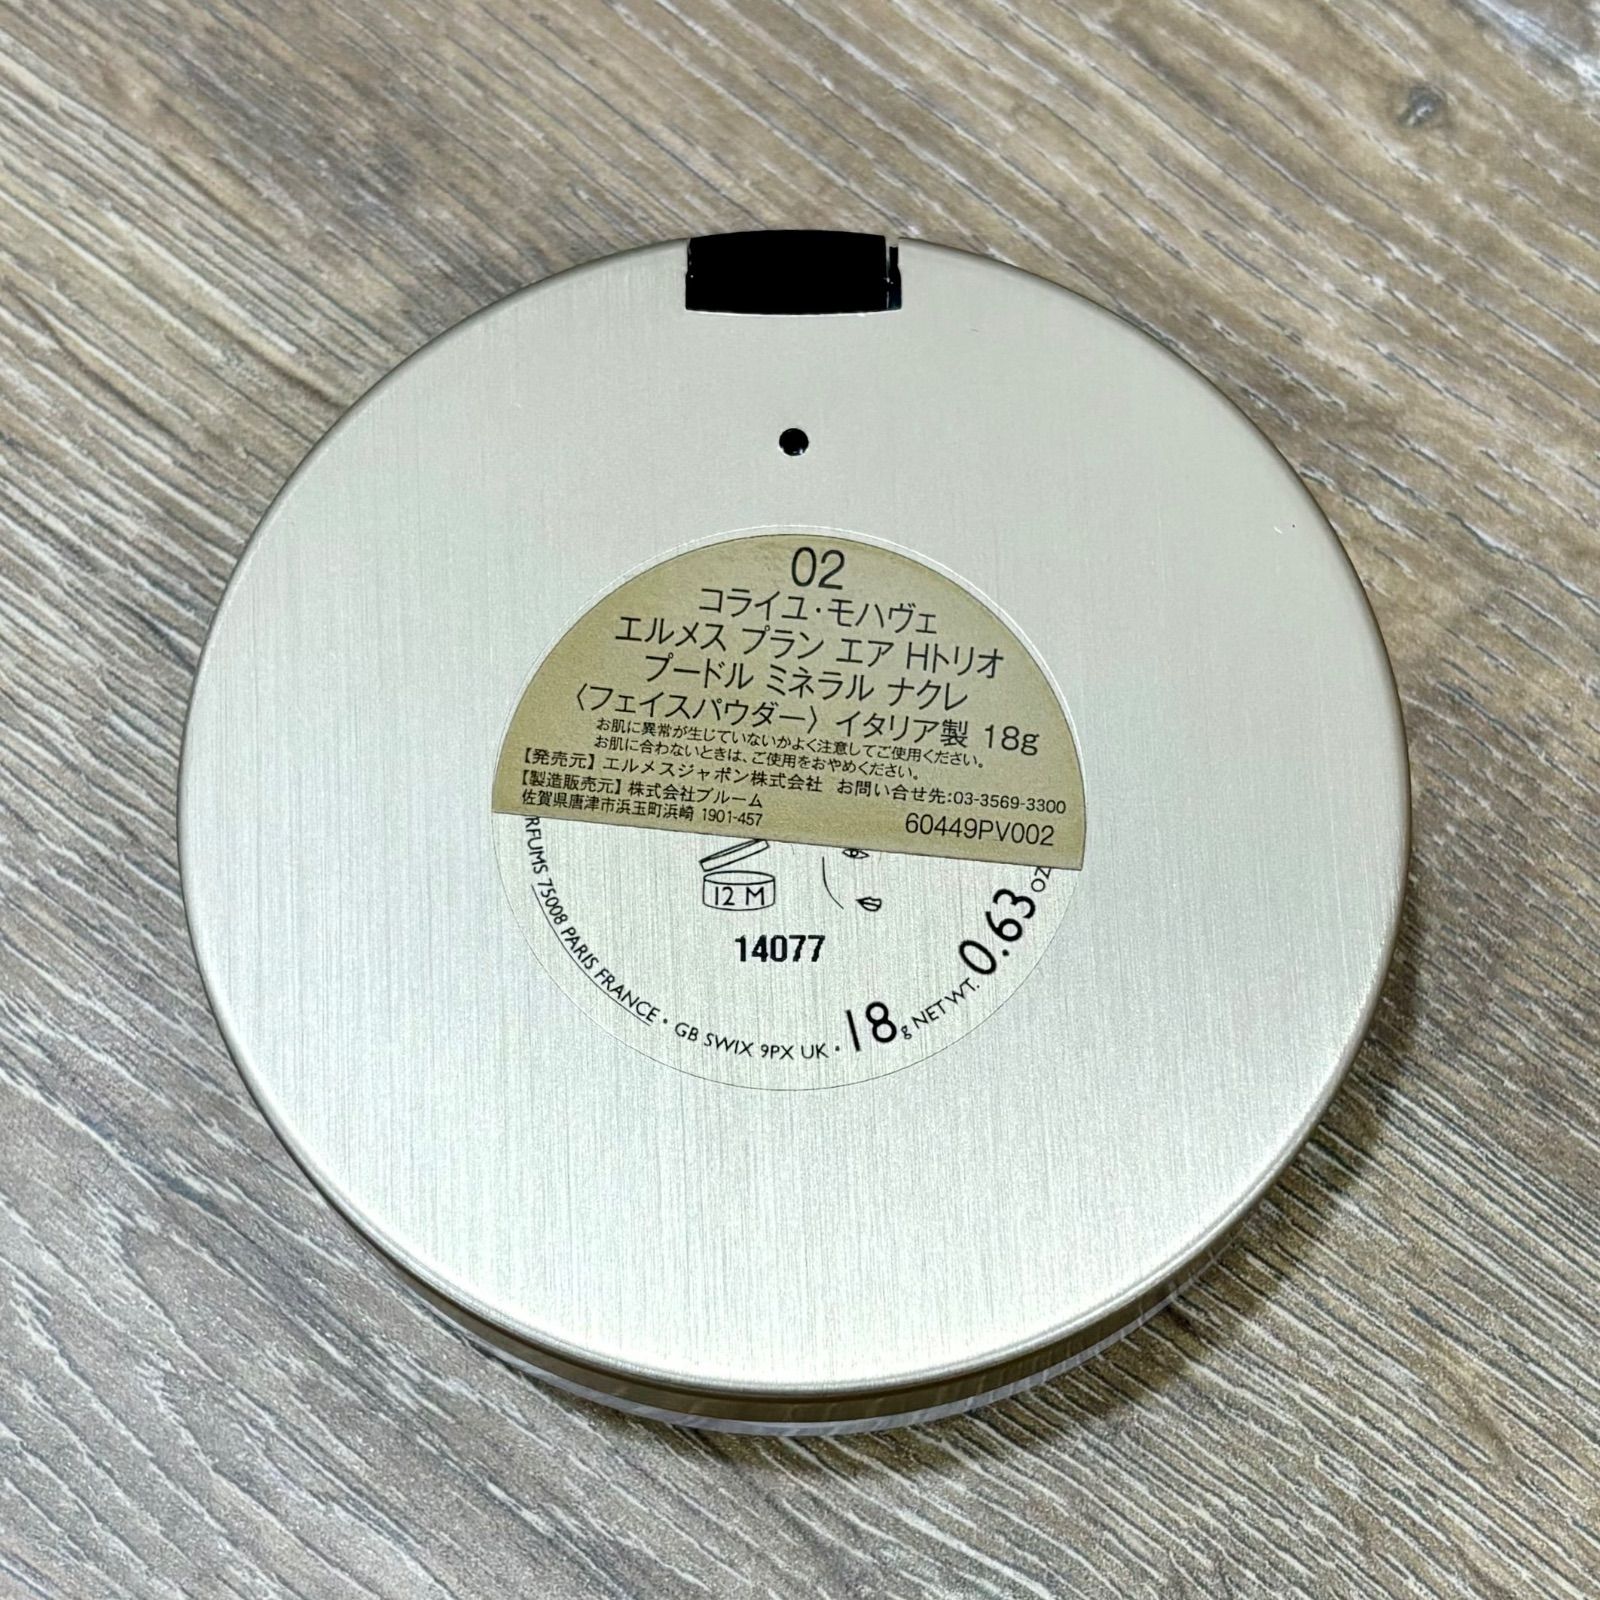 02
コライユ・モハヴェ
エルメス プラン エア Hトリオ
プードル ミネラル ナクレ
〈フェイスパウダー〉 イタリア製 18g
お肌に異常が生じていないかよく注意してご使用ください。
お肌に合わないときは、ご使用をおやめください。
【発売元】エルメスジャポン株式会社 お問い合せ先:03-3569-3300
【製造販売元】株式会社ブルーム
佐賀県唐津市浜玉町浜崎 1901-457
60449PV002
12 M
14077
RFUMS 75008 PARIS FRANCE • GB SW1X 9PX UK • 18 g NET WT. 0.63 OZ